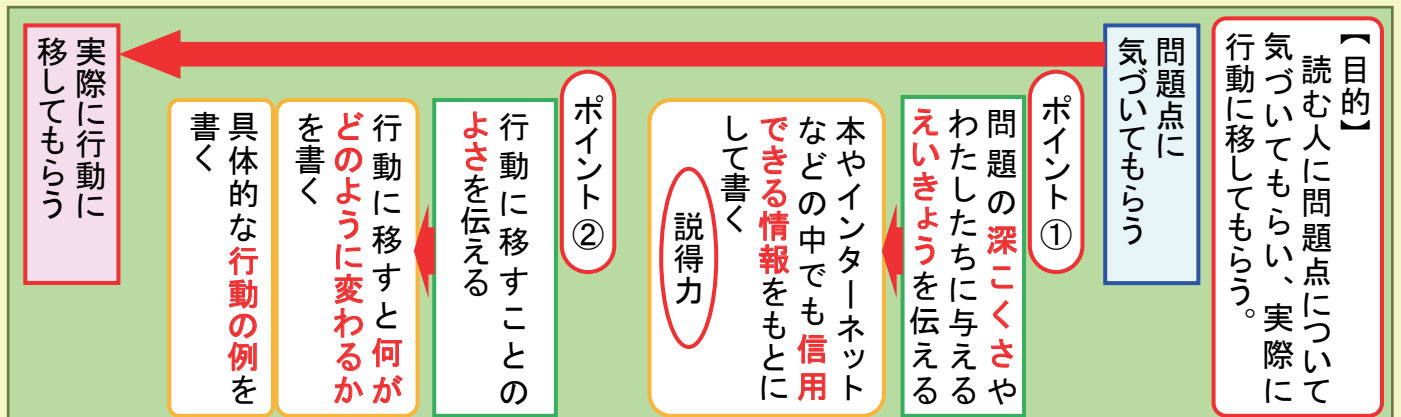 【目的】
読む人に問題点について
気づいてもらい、実際に
行動に移してもらう。
問題点に
気づいてもらう
ポイント①
問題の深こくさや
わたしたちに与える
えいきょうを伝える
本やインターネット
などの中でも信用
できる情報をもとに
して書く
説得力
ポイント②
行動に移すことの
よさを伝える
行動に移すと何が
どのように変わるか
を書く
具体的な行動の例を
書く
実際に行動に
移してもらう